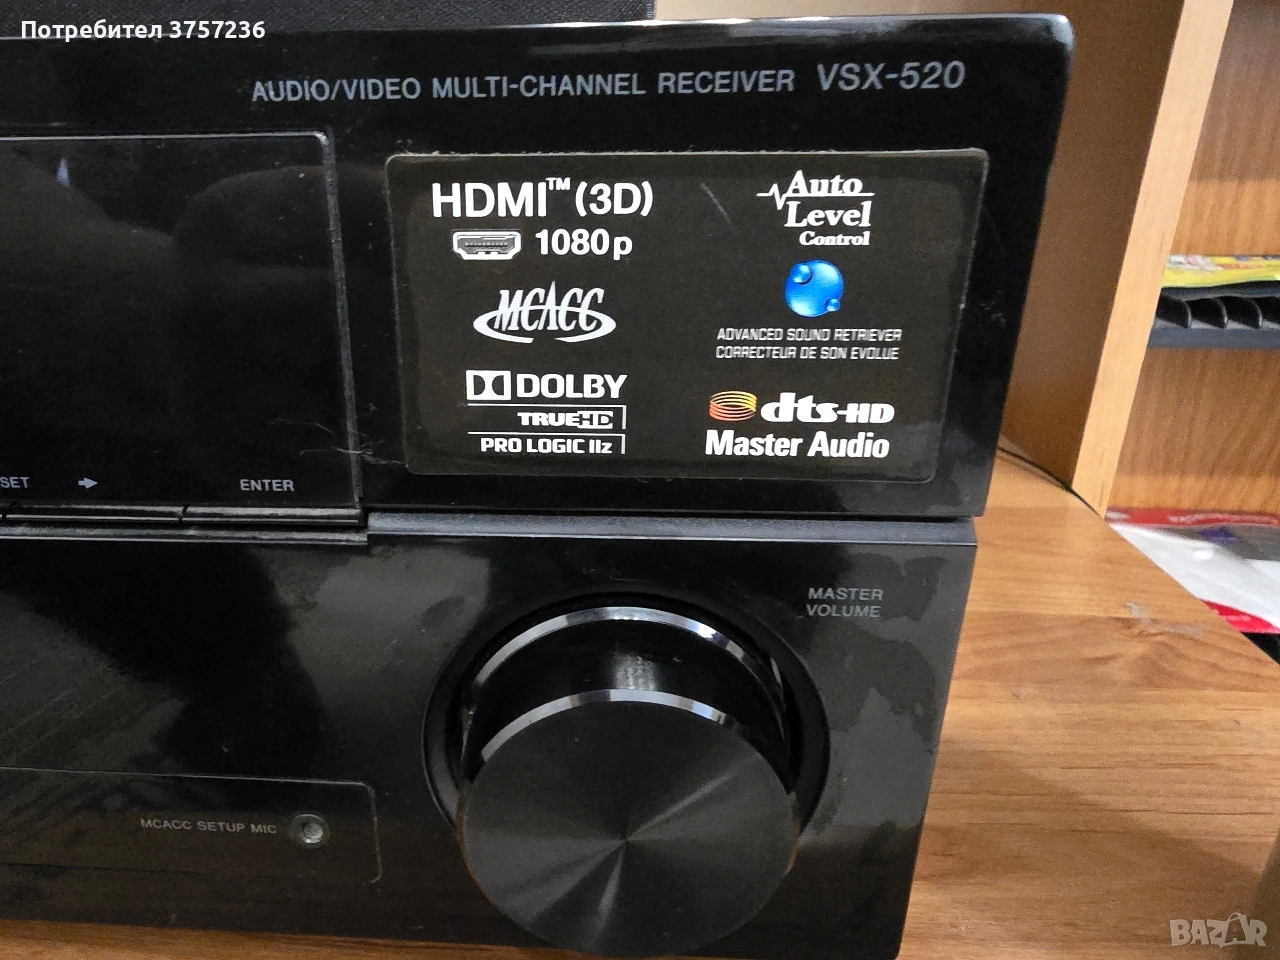 Потребител 3757236
AUDIO/VIDEO MULTI-CHANNEL RECEIVER VSX-520
HDMI™ (3D)
1080p
MCACC
DOLBY
TRUEHD
PRO LOGIC IIz
Auto
Level
Control
ADVANCED SOUND RETRIEVER
CORRECTEUR DE SON EVOLUE
dts-HD
Master Audio
SET
ENTER
MASTER
VOLUME
MCACC SETUP MIC
BAZAR